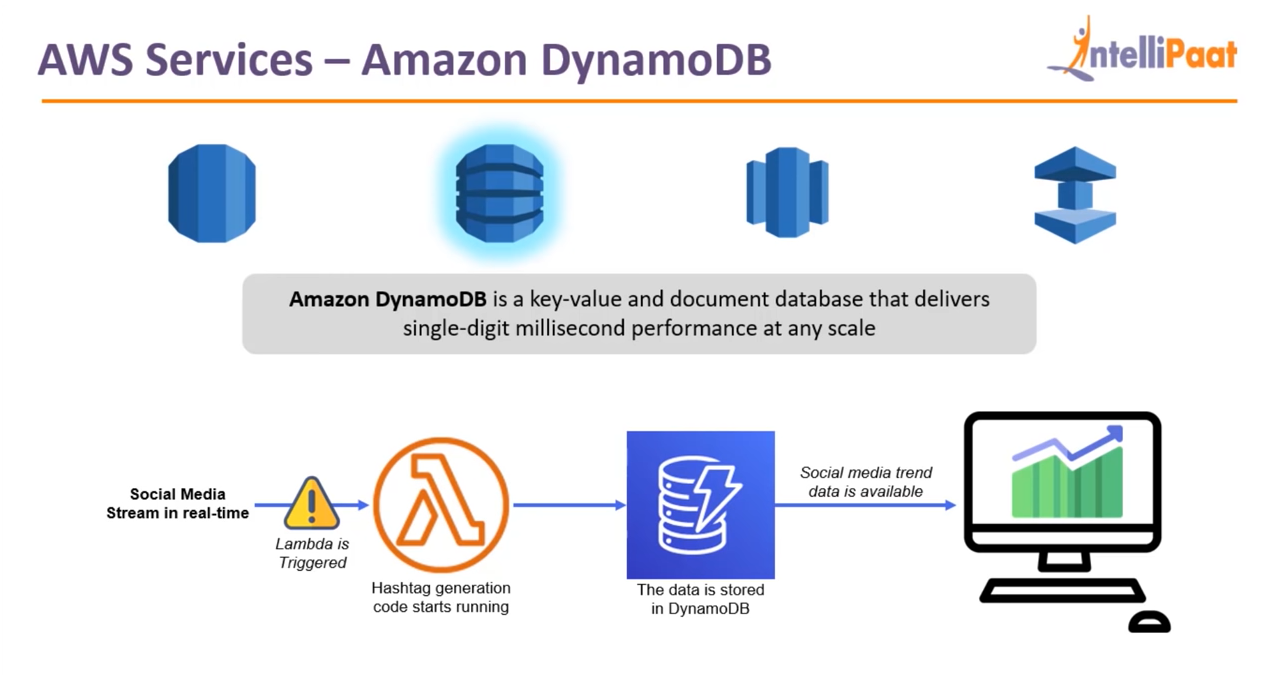 AWS Services – Amazon DynamoDB
IntelliPaat
Amazon DynamoDB is a key-value and document database that delivers
single-digit millisecond performance at any scale
Social Media
Stream in real-time
Lambda is
Triggered
Hashtag generation
code starts running
The data is stored
in DynamoDB
Social media trend
data is available